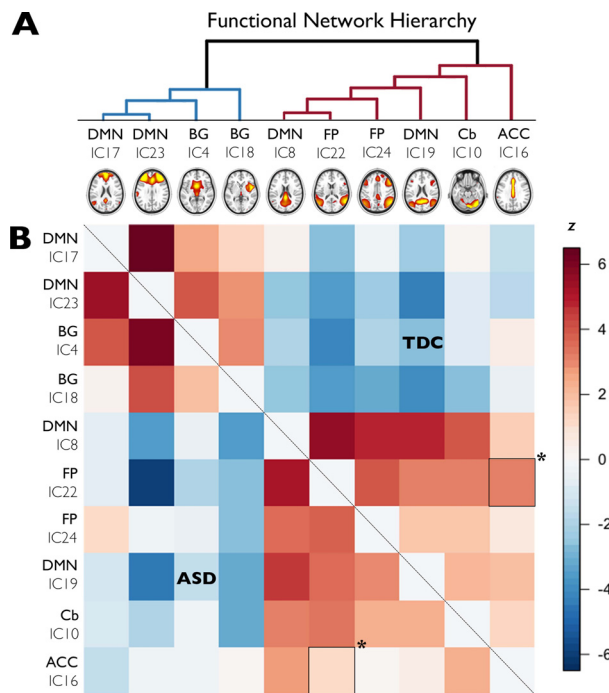 A
Functional Network Hierarchy
DMN DMN BG BG DMN FP FP DMN Cb ACC
IC17 IC23 IC4 IC18 IC8 IC22 IC24 IC19 IC10 IC16
B
z
DMN
IC17
6
DMN
IC23
4
BG
IC4
TDC
2
BG
IC18
DMN
IC8
0
*
FP
IC22
FP
IC24
-2
DMN
IC19
ASD
-4
Cb
IC10
*
ACC
IC16
-6